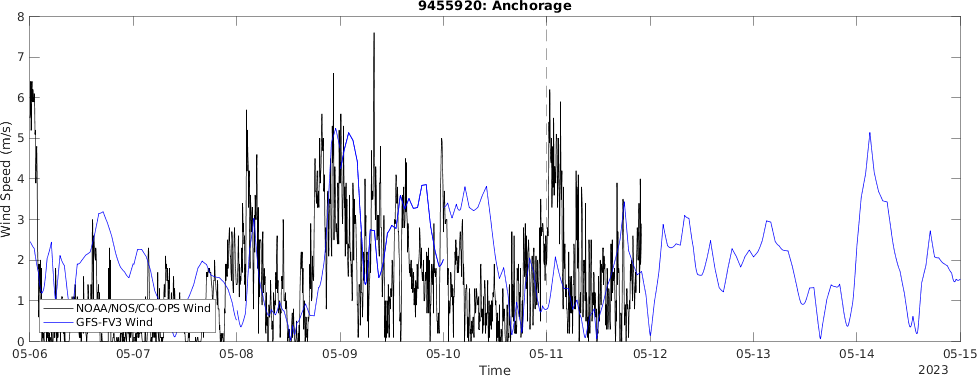 9455920: Anchorage
8
7
6
5
4
3
2
1
0
Wind Speed (m/s)
NOAA/NOS/CO-OPS Wind
GFS-FV3 Wind
05-06 05-07 05-08 05-09 05-10 05-11 05-12 05-13 05-14 05-15
Time
2023